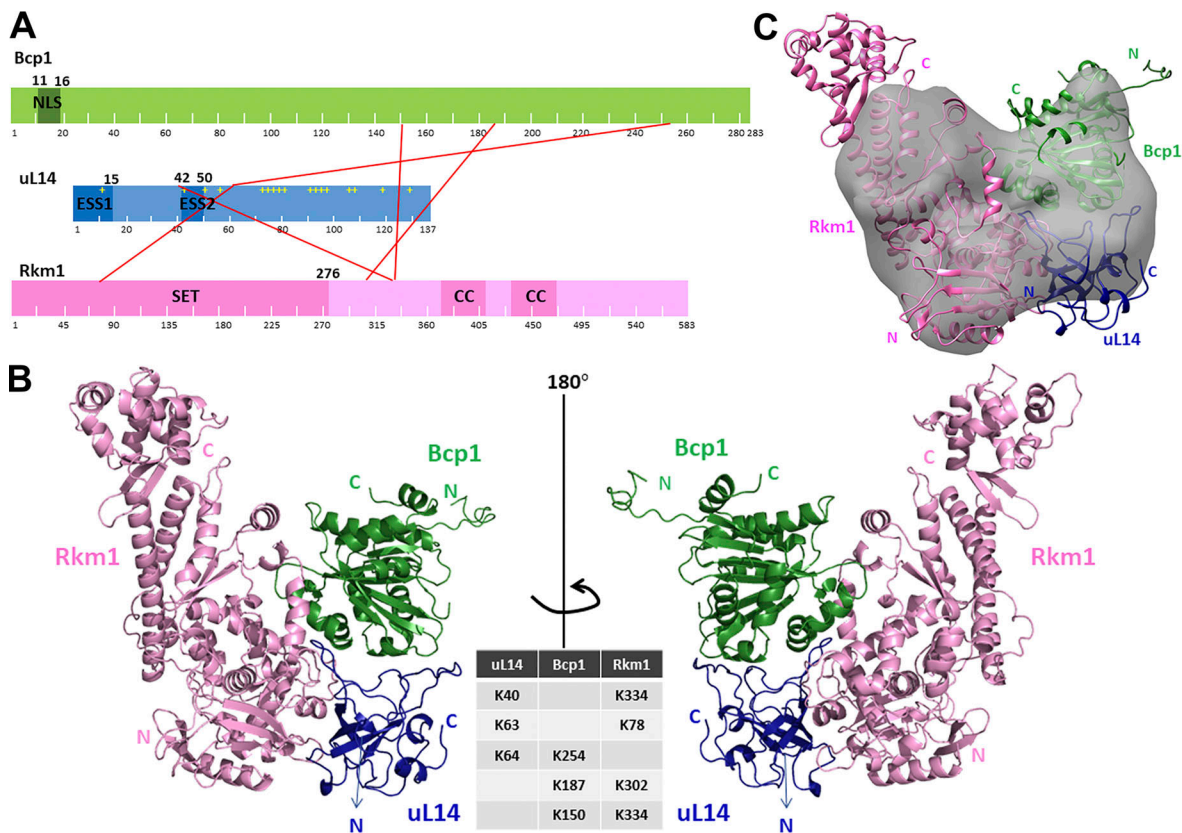 A
Bcp1
11 16
NLS
1 20 40 60 80 100 120 140 160 180 200 220 240 260 280 283
uL14
15 42 50
+ + + + + + + + + + + + + + + + + +
ESS1 ESS2
1 20 40 60 80 100 120 137
Rkm1
276
SET CC CC
1 45 90 135 180 225 270 315 360 405 450 495 540 583
C
C
N
C
Bcp1
Rkm1
C
N
N
uL14
B
180°
C
Bcp1
C
N
Rkm1
N
C
uL14
N
Bcp1
C
N
C
Rkm1
C
N
uL14
N
uL14 Bcp1 Rkm1
K40 K334
K63 K78
K64 K254
K187 K302
K150 K334